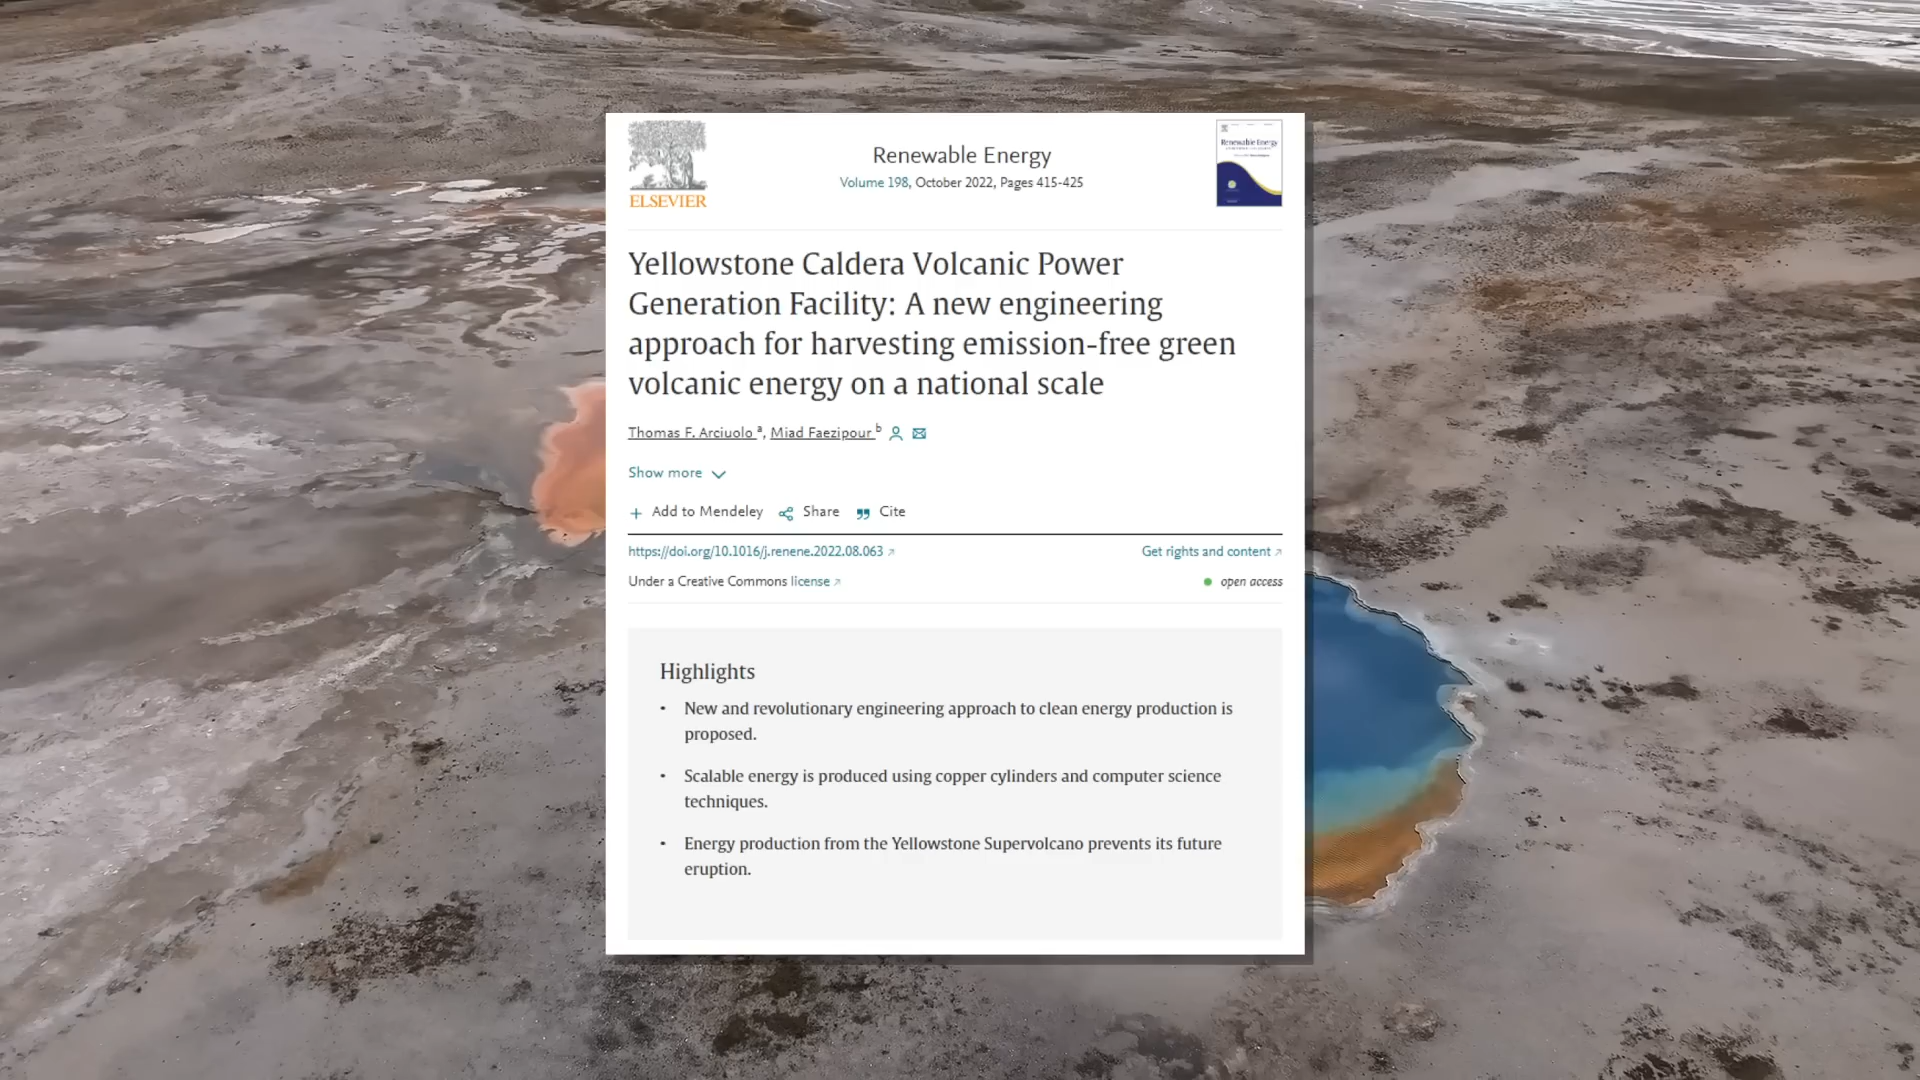 ELSEVIER
Renewable Energy
Volume 198, October 2022, Pages 415-425
Renewable Energy
Yellowstone Caldera Volcanic Power
Generation Facility: A new engineering
approach for harvesting emission-free green
volcanic energy on a national scale
Thomas F. Arciuolo a, Miad Faezipour b
Show more
Add to Mendeley Share Cite
https://doi.org/10.1016/j.renene.2022.08.063 Get rights and content
Under a Creative Commons license open access
Highlights
• New and revolutionary engineering approach to clean energy production is
proposed.
• Scalable energy is produced using copper cylinders and computer science
techniques.
• Energy production from the Yellowstone Supervolcano prevents its future
eruption.